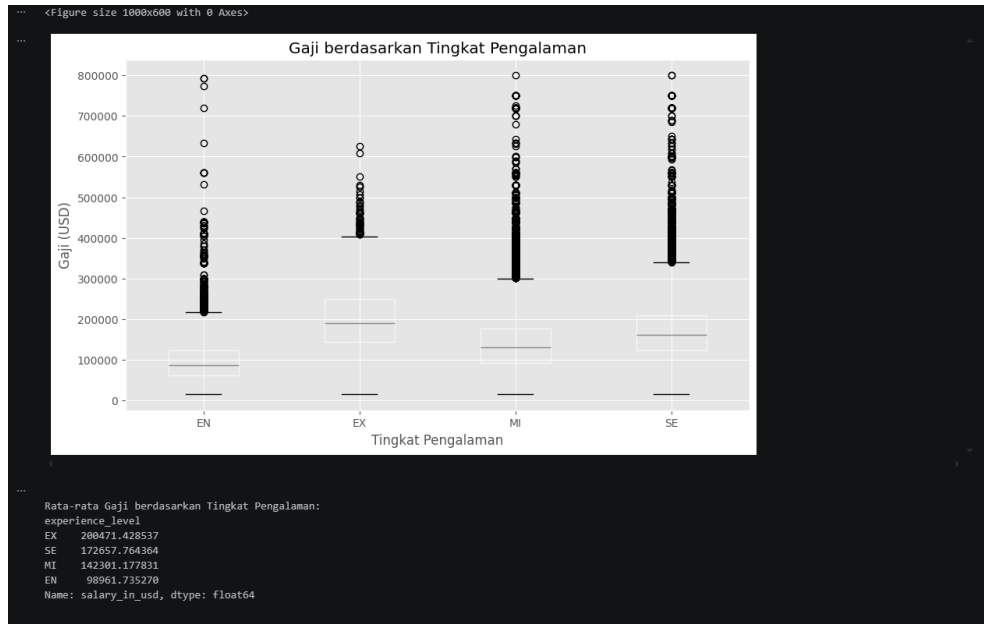 ... <Figure size 1000x600 with 0 Axes>
...
Gaji berdasarkan Tingkat Pengalaman
800000
700000
600000
500000
400000
300000
200000
100000
0
Gaji (USD)
EN EX MI SE
Tingkat Pengalaman
...
Rata-rata Gaji berdasarkan Tingkat Pengalaman:
experience_level
EX 200471.428537
SE 172657.764364
MI 142301.177831
EN 98961.735270
Name: salary_in_usd, dtype: float64